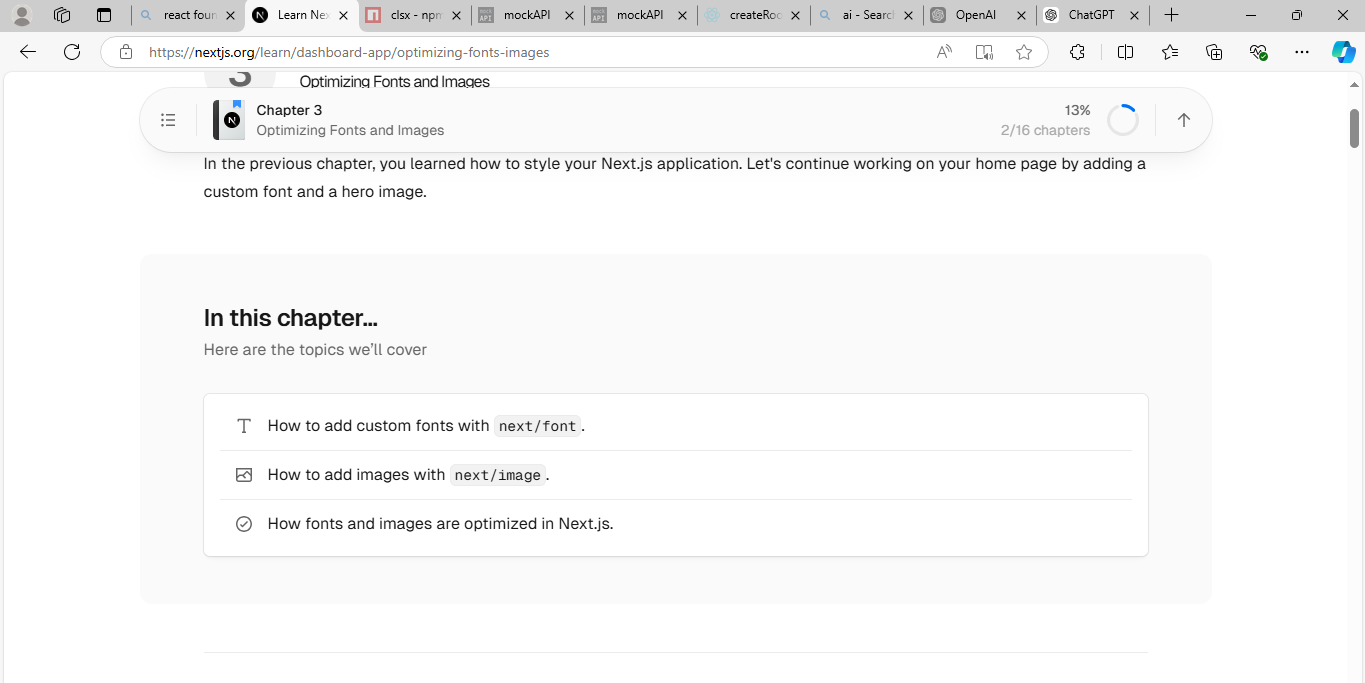 react foun
Learn Nex
clsx - npm
mockAPI
mockAPI
createRoo
ai - Search
OpenAI
ChatGPT
https://nextjs.org/learn/dashboard-app/optimizing-fonts-images
3
Optimizing Fonts and Images
Chapter 3
Optimizing Fonts and Images
13%
2/16 chapters
In the previous chapter, you learned how to style your Next.js application. Let's continue working on your home page by adding a
custom font and a hero image.
In this chapter...
Here are the topics we’ll cover
How to add custom fonts with next/font.
How to add images with next/image.
How fonts and images are optimized in Next.js.